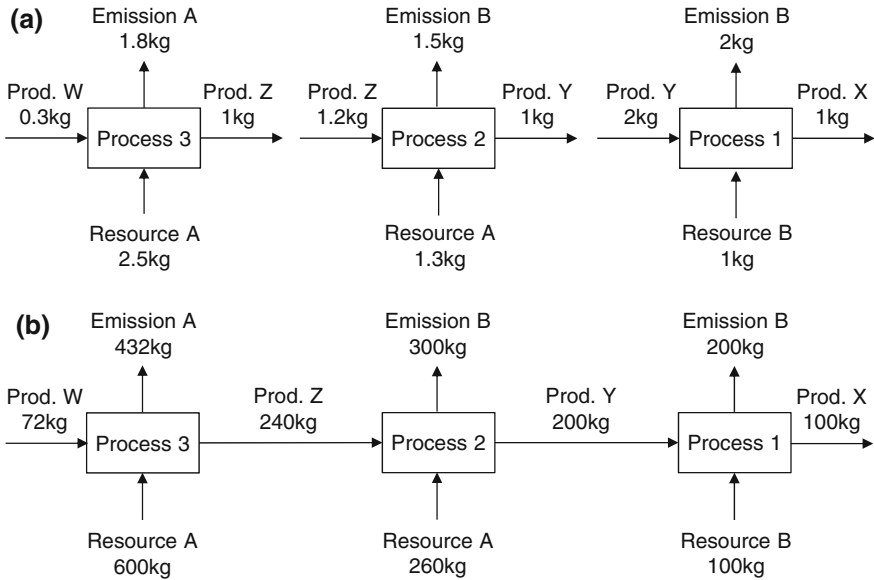 (a)
Emission A
1.8kg
Emission B
1.5kg
Emission B
2kg
Prod. W
0.3kg
Process 3
Prod. Z
1kg
Prod. Z
1.2kg
Process 2
Prod. Y
1kg
Prod. Y
2kg
Process 1
Prod. X
1kg
Resource A
2.5kg
Resource A
1.3kg
Resource B
1kg
(b)
Emission A
432kg
Emission B
300kg
Emission B
200kg
Prod. W
72kg
Process 3
Prod. Z
240kg
Process 2
Prod. Y
200kg
Process 1
Prod. X
100kg
Resource A
600kg
Resource A
260kg
Resource B
100kg